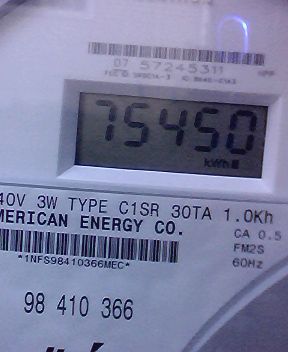 07 57245311
75450
kWh
40V 3W TYPE C1SR 30TA 1.0Kh
MERICAN ENERGY CO.
CA 0.5
FM2S
*1NFS98410366MEC*
60Hz
98 410 366